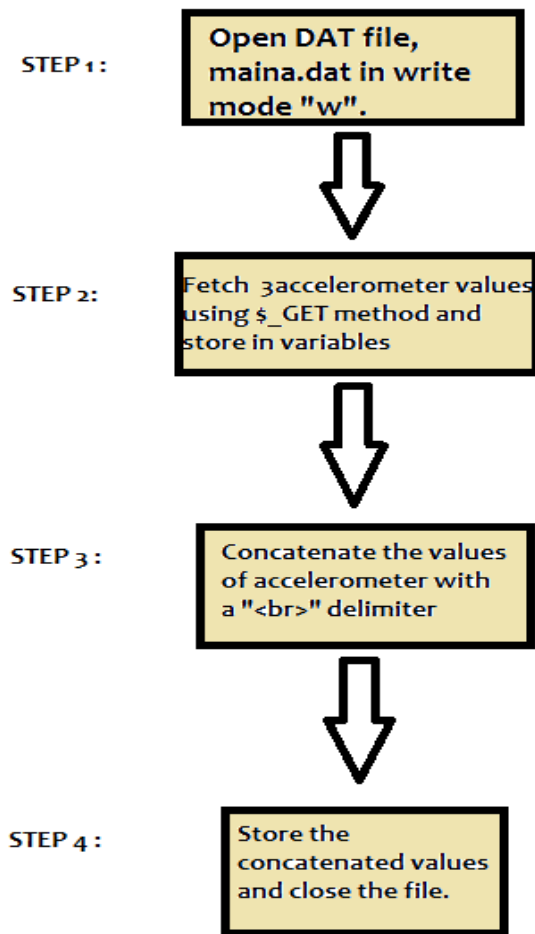 STEP 1 :
Open DAT file,
maina.dat in write
mode "w".
STEP 2:
Fetch 3accelerometer values
using $_GET method and
store in variables
STEP 3 :
Concatenate the values
of accelerometer with
a "<br>" delimiter
STEP 4 :
Store the
concatenated values
and close the file.